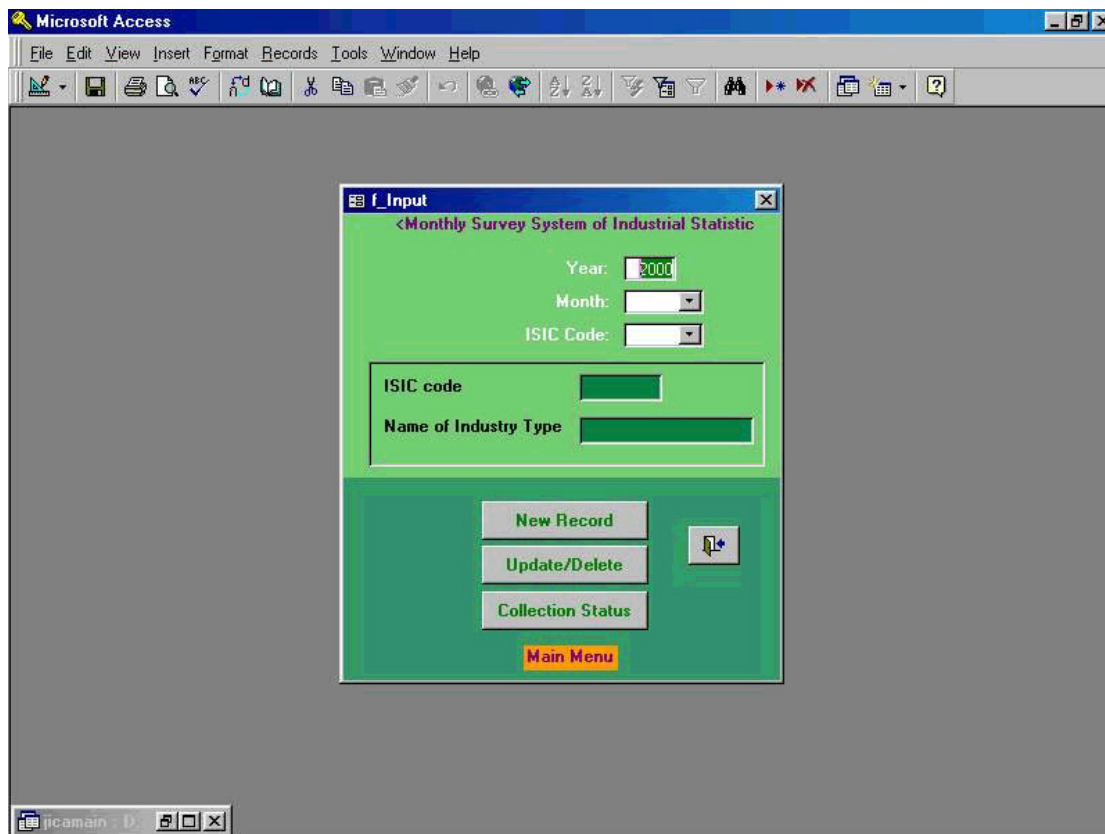 Microsoft Access
File Edit View Insert Format Records Tools Window Help
f_Input
<Monthly Survey System of Industrial Statistic
Year: 2000
Month:
ISIC Code:
ISIC code
Name of Industry Type
New Record
Update/Delete
Collection Status
Main Menu
jicamain : D